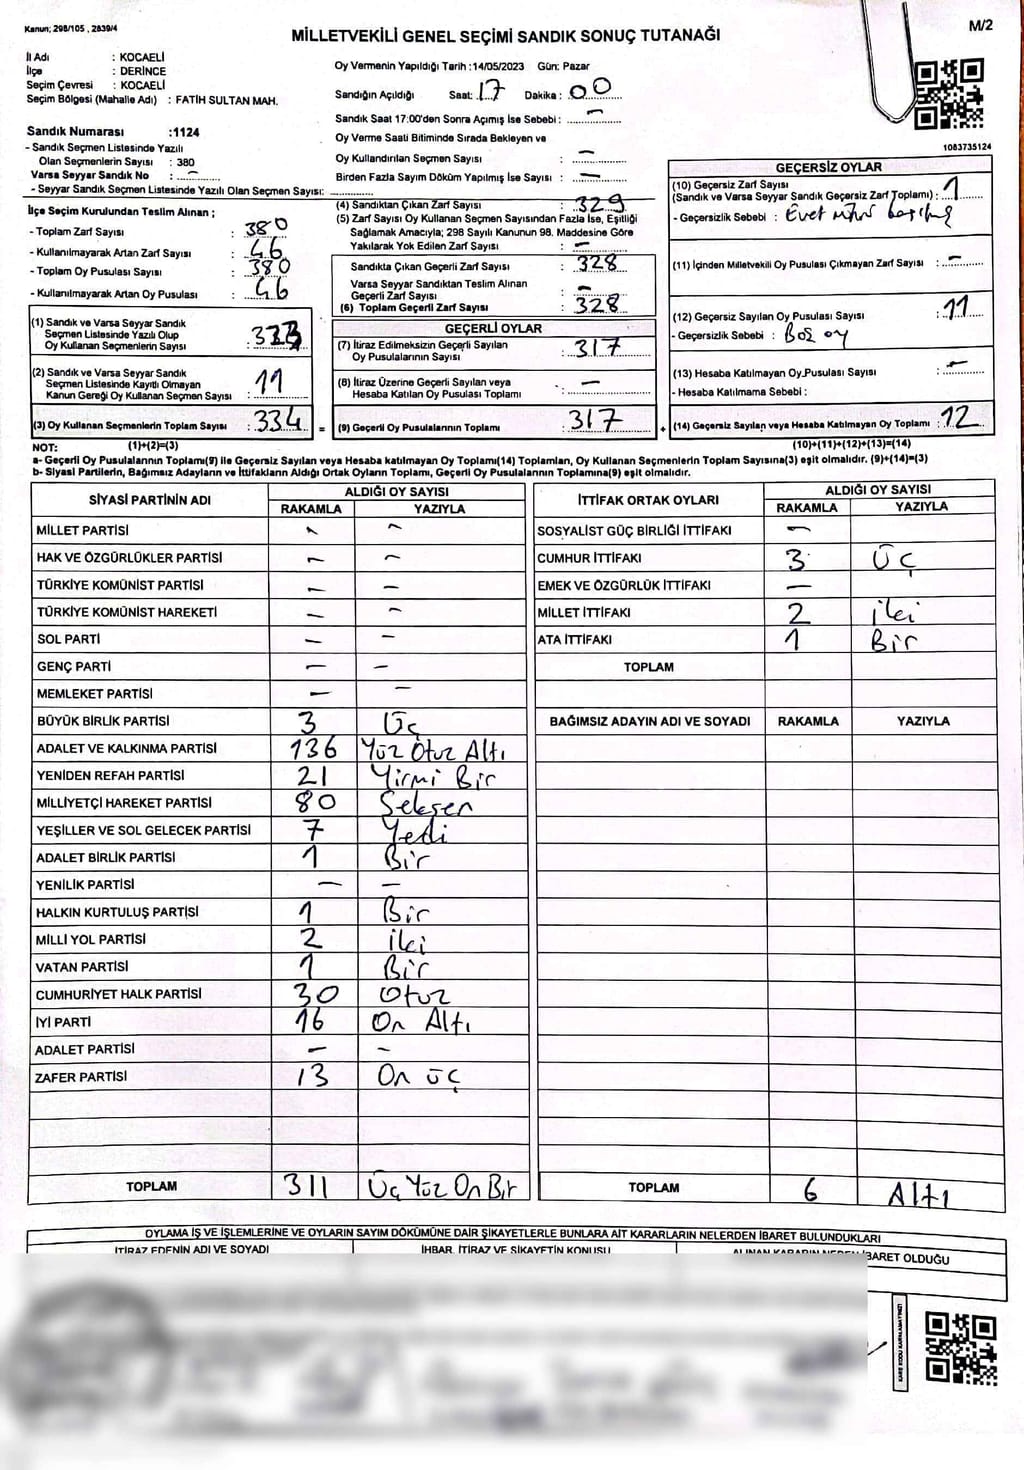 Kanun; 298/105 , 2839/4
M/2
MİLLETVEKİLİ GENEL SEÇİMİ SANDIK SONUÇ TUTANAĞI
İl Adı : KOCAELİ
İlçe : DERİNCE
Seçim Çevresi : KOCAELİ
Seçim Bölgesi (Mahalle Adı) : FATİH SULTAN MAH.
Sandık Numarası :1124
- Sandık Seçmen Listesinde Yazılı
Olan Seçmenlerin Sayısı : 380
Varsa Seyyar Sandık No : -
- Seyyar Sandık Seçmen Listesinde Yazılı Olan Seçmen Sayısı:
Oy Vermenin Yapıldığı Tarih :14/05/2023 Gün: Pazar
Sandığın Açıldığı Saat: 17 Dakika : 00
Sandık Saat 17:00'den Sonra Açımış İse Sebebi : -
Oy Verme Saati Bitiminde Sırada Bekleyen ve
Oy Kullandırılan Seçmen Sayısı : -
Birden Fazla Sayım Döküm Yapılmış İse Sayısı : -
1083735124
İlçe Seçim Kurulundan Teslim Alınan ;
- Toplam Zarf Sayısı : 380
- Kullanılmayarak Artan Zarf Sayısı : 46
- Toplam Oy Pusulası Sayısı : 380
- Kullanılmayarak Artan Oy Pusulası : 46
(1) Sandık ve Varsa Seyyar Sandık
Seçmen Listesinde Yazılı Olup
Oy Kullanan Seçmenlerin Sayısı :
(2) Sandık ve Varsa Seyyar Sandık
Seçmen Listesinde Kayıtlı Olmayan
Kanun Gereği Oy Kullanan Seçmen Sayısı : 11
(3) Oy Kullanan Seçmenlerin Toplam Sayısı : 334
(4) Sandıktan Çıkan Zarf Sayısı : 329
(5) Zarf Sayısı Oy Kullanan Seçmen Sayısından Fazla İse, Eşitliği
Sağlamak Amacıyla; 298 Sayılı Kanunun 98. Maddesine Göre
Yakılarak Yok Edilen Zarf Sayısı : -
Sandıkta Çıkan Geçerli Zarf Sayısı : 328
Varsa Seyyar Sandıktan Teslim Alınan
Geçerli Zarf Sayısı : -
(6) Toplam Geçerli Zarf Sayısı : 328
GEÇERLİ OYLAR
(7) İtiraz Edilmeksizin Geçerli Sayılan
Oy Pusulalarının Sayısı : 317
(8) İtiraz Üzerine Geçerli Sayılan veya
Hesaba Katılan Oy Pusulası Toplamı : -
= (9) Geçerli Oy Pusulalarının Toplamı : 317
GEÇERSİZ OYLAR
(10) Geçersiz Zarf Sayısı
(Sandık ve Varsa Seyyar Sandık Geçersiz Zarf Toplamı) : 1
- Geçersizlik Sebebi : Evet
(11) İçinden Milletvekili Oy Pusulası Çıkmayan Zarf Sayısı : -
(12) Geçersiz Sayılan Oy Pusulası Sayısı : 11
- Geçersizlik Sebebi : Boş oy
(13) Hesaba Katılmayan Oy.Pusulası Sayısı : -
- Hesaba Katılmama Sebebi :
+ (14) Geçersiz Sayılan veya Hesaba Katılmayan Oy Toplamı : 12
NOT: (1)+(2)=(3) (10)+(11)+(12)+(13)=(14)
a- Geçerli Oy Pusulalarının Toplamı(9) ile Geçersiz Sayılan veya Hesaba katılmayan Oy Toplamı(14) Toplamları, Oy Kullanan Seçmenlerin Toplam Sayısına(3) eşit olmalıdır. (9)+(14)=(3)
b- Siyasi Partilerin, Bağımsız Adayların ve İttifakların Aldığı Ortak Oyların Toplamı, Geçerli Oy Pusulalarının Toplamına(9) eşit olmalıdır.
SİYASİ PARTİNİN ADI ALDIĞI OY SAYISI
RAKAMLA YAZIYLA
MİLLET PARTİSİ - -
HAK VE ÖZGÜRLÜKLER PARTİSİ - -
TÜRKİYE KOMÜNİST PARTİSİ - -
TÜRKİYE KOMÜNİST HAREKETİ - -
SOL PARTİ - -
GENÇ PARTİ - -
MEMLEKET PARTİSİ - -
BÜYÜK BİRLİK PARTİSİ 3 Üç
ADALET VE KALKINMA PARTİSİ 136 Yüz Otuz Altı
YENİDEN REFAH PARTİSİ 21 Yirmi Bir
MİLLİYETÇİ HAREKET PARTİSİ 80 Seksen
YEŞİLLER VE SOL GELECEK PARTİSİ 7 Yedi
ADALET BİRLİK PARTİSİ 1 Bir
YENİLİK PARTİSİ - -
HALKIN KURTULUŞ PARTİSİ 1 Bir
MİLLİ YOL PARTİSİ 2 iki
VATAN PARTİSİ 1 Bir
CUMHURİYET HALK PARTİSİ 30 Otuz
İYİ PARTİ 16 On Altı
ADALET PARTİSİ - -
ZAFER PARTİSİ 13 On üç
TOPLAM 311 Üç Yüz On Bir
İTTİFAK ORTAK OYLARI ALDIĞI OY SAYISI
RAKAMLA YAZIYLA
SOSYALİST GÜÇ BİRLİĞİ İTTİFAKI -
CUMHUR İTTİFAKI 3 Üç
EMEK VE ÖZGÜRLÜK İTTİFAKI -
MİLLET İTTİFAKI 2 iki
ATA İTTİFAKI 1 Bir
TOPLAM
BAĞIMSIZ ADAYIN ADI VE SOYADI RAKAMLA YAZIYLA
TOPLAM 6 Altı
OYLAMA İŞ VE İŞLEMLERİNE VE OYLARIN SAYIM DÖKÜMÜNE DAİR ŞİKAYETLERLE BUNLARA AİT KARARLARIN NELERDEN İBARET BULUNDUKLARI
İTİRAZ EDENİN ADI VE SOYADI İHBAR, İTİRAZ VE ŞİKAYETİN KONUSU ALINAN KARARIN NEDEN İBARET OLDUĞU
KARE KODU KARALAMAYINIZ!